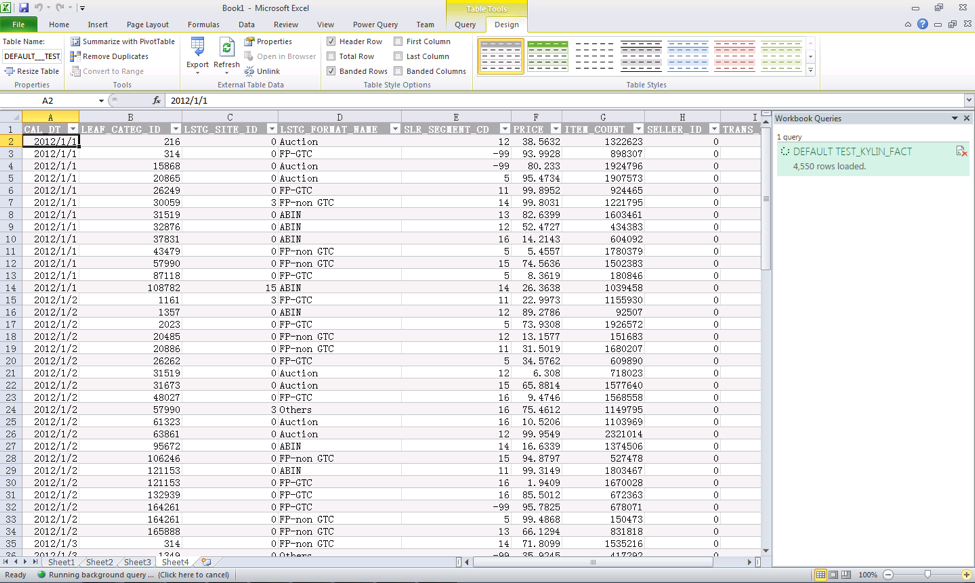 Book1 - Microsoft Excel
Table Tools
File Home Insert Page Layout Formulas Data Review View Power Query Team Query Design
Table Name: Summarize with PivotTable Properties Header Row First Column
DEFAULT___TEST_ Remove Duplicates Export Refresh Open in Browser Total Row Last Column
Resize Table Convert to Range Unlink Banded Rows Banded Columns
Properties Tools External Table Data Table Style Options Table Styles
A2 fx 2012/1/1
A B C D E F G H I
1 CAL_DT LEAF_CATEG_ID LSTG_SITE_ID LSTG_FORMAT_NAME SLR_SEGMENT_CD PRICE ITEM_COUNT SELLER_ID TRANS_
2 2012/1/1 216 0 Auction 12 38.5632 1322623 0
3 2012/1/1 314 0 FP-GTC -99 93.9928 898307 0
4 2012/1/1 15868 0 Auction -99 80.233 1924796 0
5 2012/1/1 20865 0 Auction 5 95.4734 1907573 0
6 2012/1/1 26249 0 FP-GTC 11 99.8952 924465 0
7 2012/1/1 30059 3 FP-non GTC 14 99.8031 1221795 0
8 2012/1/1 31519 0 ABIN 13 82.6399 1603461 0
9 2012/1/1 32876 0 ABIN 12 52.4727 434383 0
10 2012/1/1 37831 0 ABIN 16 14.2143 604092 0
11 2012/1/1 43479 0 FP-non GTC 5 5.4557 1780379 0
12 2012/1/1 57990 0 FP-non GTC 15 74.5636 1502383 0
13 2012/1/1 87118 0 FP-GTC 5 8.3619 180846 0
14 2012/1/1 108782 15 ABIN 14 26.3638 1039458 0
15 2012/1/2 1161 3 FP-GTC 11 22.9973 1155930 0
16 2012/1/2 1357 0 ABIN 12 89.2786 92507 0
17 2012/1/2 2023 0 FP-GTC 5 73.9308 1926572 0
18 2012/1/2 20485 0 FP-non GTC 12 13.1577 151683 0
19 2012/1/2 20886 0 FP-non GTC 11 31.5019 1680207 0
20 2012/1/2 26262 0 FP-GTC 5 34.5762 609890 0
21 2012/1/2 31519 0 Auction 12 6.308 718023 0
22 2012/1/2 31673 0 Auction 15 65.8814 1577640 0
23 2012/1/2 48027 0 FP-GTC 16 9.4746 1568558 0
24 2012/1/2 57990 3 Others 16 75.4612 1149795 0
25 2012/1/2 61323 0 Auction 16 10.5206 1103969 0
26 2012/1/2 63861 0 Auction 12 99.9549 2321014 0
27 2012/1/2 95672 0 ABIN 14 16.6339 1374506 0
28 2012/1/2 106246 0 FP-non GTC 15 94.8797 527478 0
29 2012/1/2 121153 0 ABIN 11 99.3149 1803467 0
30 2012/1/2 121153 0 FP-GTC 16 1.9409 1670028 0
31 2012/1/2 132939 0 FP-GTC 16 85.5012 672363 0
32 2012/1/2 164261 0 FP-GTC -99 95.7825 678071 0
33 2012/1/2 164261 0 FP-non GTC 5 99.4868 150473 0
34 2012/1/2 165888 0 FP-non GTC 13 66.1294 831818 0
35 2012/1/3 314 0 FP-GTC 14 71.8099 1535216 0
36 2012/1/3 1349 0 Others -99 35.9245 417292 0
Workbook Queries
1 query
DEFAULT TEST_KYLIN_FACT
4,550 rows loaded.
Sheet1 Sheet2 Sheet3 Sheet4
Ready Running background query ... (Click here to cancel) 100%